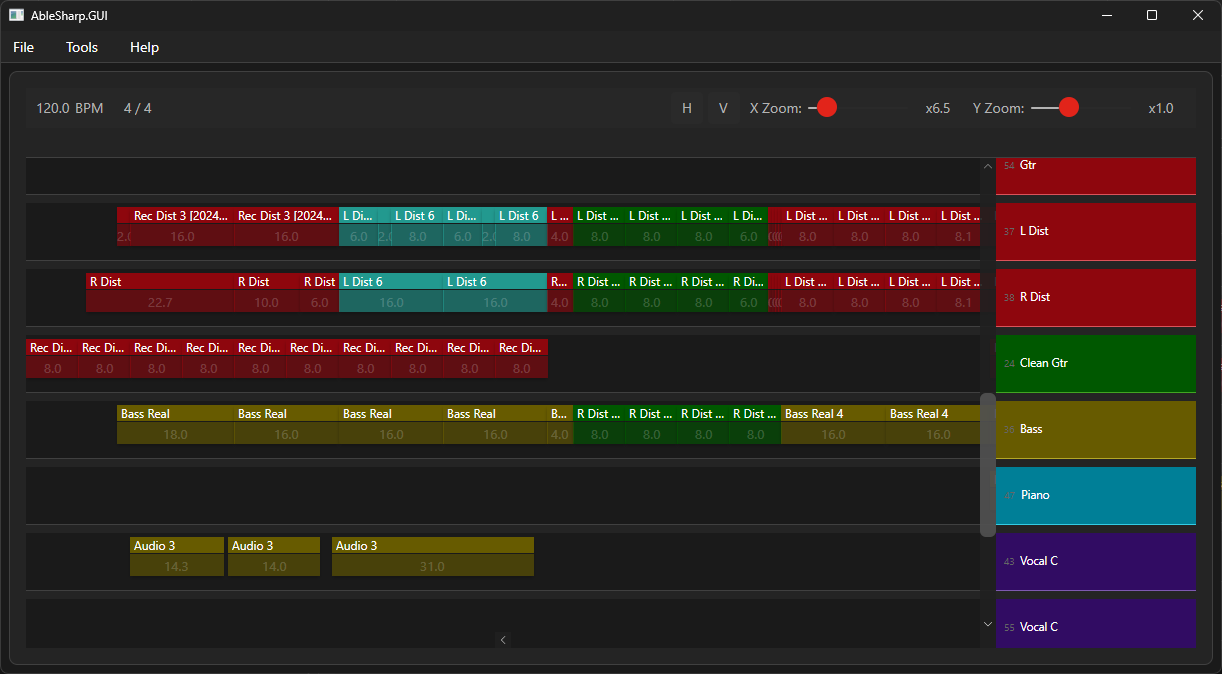 AbleSharp.GUI
File Tools Help
120.0 BPM 4 / 4 H V X Zoom: x6.5 Y Zoom: x1.0
54 Gtr
Rec Dist 3 [2024... Rec Dist 3 [2024... L Di... L Dist 6 L Di... L Dist 6 L ... L Dist ... L Dist ... L Dist ... L Di... L Dist ... L Dist ... L Dist ... L Dist ...
2.0 16.0 16.0 6.0 2.0 8.0 6.0 2.0 8.0 4.0 8.0 8.0 8.0 6.0 8.0 8.0 8.0 8.1
37 L Dist
R Dist R Dist R Dist L Dist 6 L Dist 6 R... R Dist ... R Dist ... R Dist ... R Di... L Dist ... L Dist ... L Dist ... L Dist ...
22.7 10.0 6.0 16.0 16.0 4.0 8.0 8.0 8.0 6.0 8.0 8.0 8.0 8.1
38 R Dist
Rec Di... Rec Di... Rec Di... Rec Di... Rec Di... Rec Di... Rec Di... Rec Di... Rec Di... Rec Di...
8.0 8.0 8.0 8.0 8.0 8.0 8.0 8.0 8.0 8.0
24 Clean Gtr
Bass Real Bass Real Bass Real Bass Real B... R Dist ... R Dist ... R Dist ... R Dist ... Bass Real 4 Bass Real 4
18.0 16.0 16.0 16.0 4.0 8.0 8.0 8.0 8.0 16.0 16.0
Bass
Piano
Audio 3 Audio 3 Audio 3
14.3 14.0 31.0
43 Vocal C
55 Vocal C